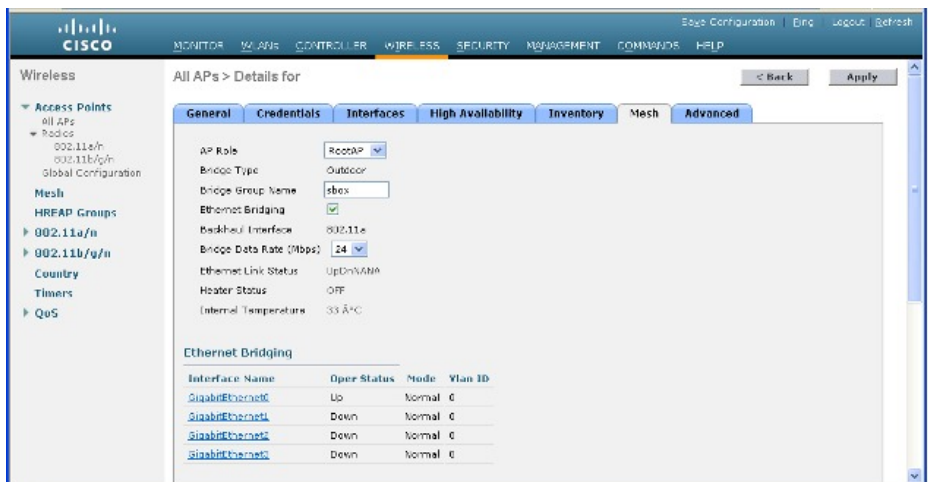 Save Configuration | Ping | Logout | Refresh
CISCO
MONITOR WLANs CONTROLLER WIRELESS SECURITY MANAGEMENT COMMANDS HELP
Wireless
Access Points
All APs
Radios
802.11a/n
802.11b/g/n
Global Configuration
Mesh
HREAP Groups
802.11a/n
802.11b/g/n
Country
Timers
QoS
All APs > Details for
< Back
Apply
General Credentials Interfaces High Availability Inventory Mesh Advanced
AP Role RootAP
Bridge Type Outdoor
Bridge Group Name sbox
Ethernet Bridging
Backhaul Interface 802.11a
Bridge Data Rate (Mbps) 24
Ethernet Link Status UpDnNANA
Heater Status OFF
Internal Temperature 33 Â°C
Ethernet Bridging
Interface Name Oper Status Mode Vlan ID
GigabitEthernet0 Up Normal 0
GigabitEthernet1 Down Normal 0
GigabitEthernet2 Down Normal 0
GigabitEthernet3 Down Normal 0